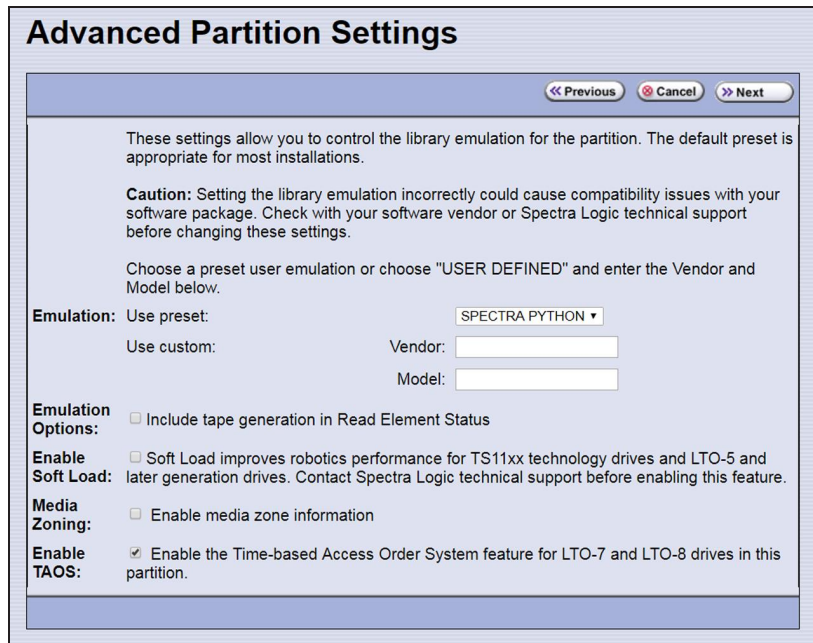 Advanced Partition Settings
Previous Cancel Next
These settings allow you to control the library emulation for the partition. The default preset is
appropriate for most installations.
Caution: Setting the library emulation incorrectly could cause compatibility issues with your
software package. Check with your software vendor or Spectra Logic technical support
before changing these settings.
Choose a preset user emulation or choose "USER DEFINED" and enter the Vendor and
Model below.
Emulation: Use preset: SPECTRA PYTHON
Use custom: Vendor:
Model:
Emulation
Options:
Include tape generation in Read Element Status
Enable
Soft Load:
Soft Load improves robotics performance for TS11xx technology drives and LTO-5 and
later generation drives. Contact Spectra Logic technical support before enabling this feature.
Media
Zoning:
Enable media zone information
Enable
TAOS:
Enable the Time-based Access Order System feature for LTO-7 and LTO-8 drives in this
partition.